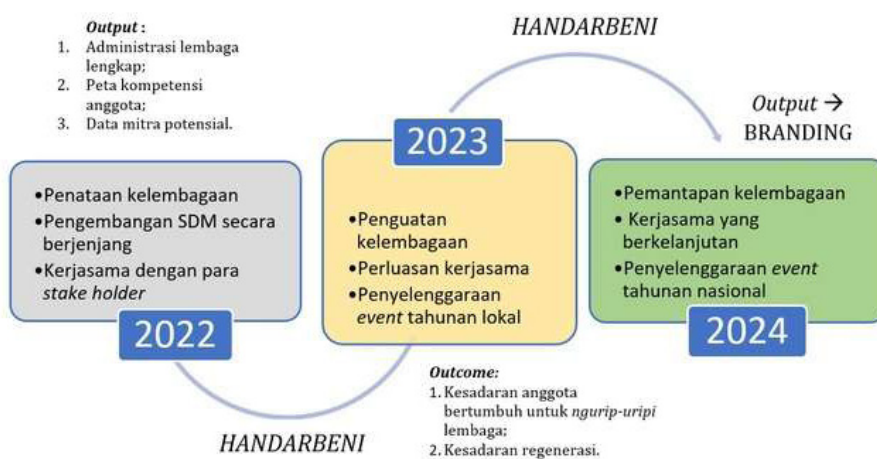 Output :
1. Administrasi lembaga
lengkap;
2. Peta kompetensi
anggota;
3. Data mitra potensial.
HANDARBENI
Output →
BRANDING
•Penataan kelembagaan
•Pengembangan SDM secara
berjenjang
•Kerjasama dengan para
stake holder
2022
2023
•Penguatan
kelembagaan
•Perluasan kerjasama
•Penyelenggaraan
event tahunan lokal
•Pemantapan kelembagaan
• Kerjasama yang
berkelanjutan
•Penyelenggaraan event
tahunan nasional
2024
HANDARBENI
Outcome:
1. Kesadaran anggota
bertumbuh untuk ngurip-uripi
lembaga;
2. Kesadaran regenerasi.